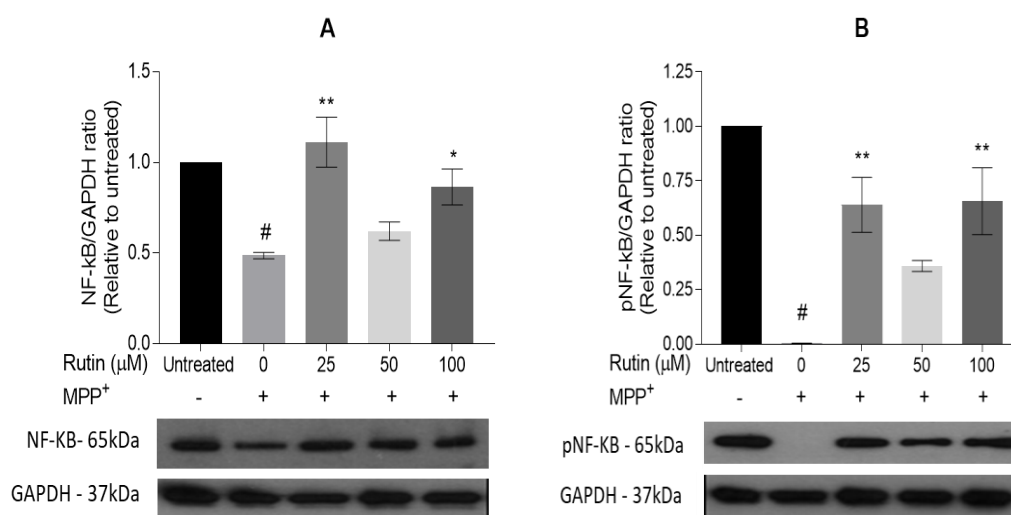 A
NF-kB/GAPDH ratio
(Relative to untreated)
1.5
1.0
0.5
0.0
#
**
*
Rutin (μM) Untreated 0 25 50 100
MPP+ - + + + +
NF-KB- 65kDa
GAPDH - 37kDa
B
pNF-kB/GAPDH ratio
(Relative to untreated)
1.25
1.00
0.75
0.50
0.25
0.00
#
**
**
Rutin (μM) Untreated 0 25 50 100
MPP+ - + + + +
pNF-KB - 65kDa
GAPDH - 37kDa